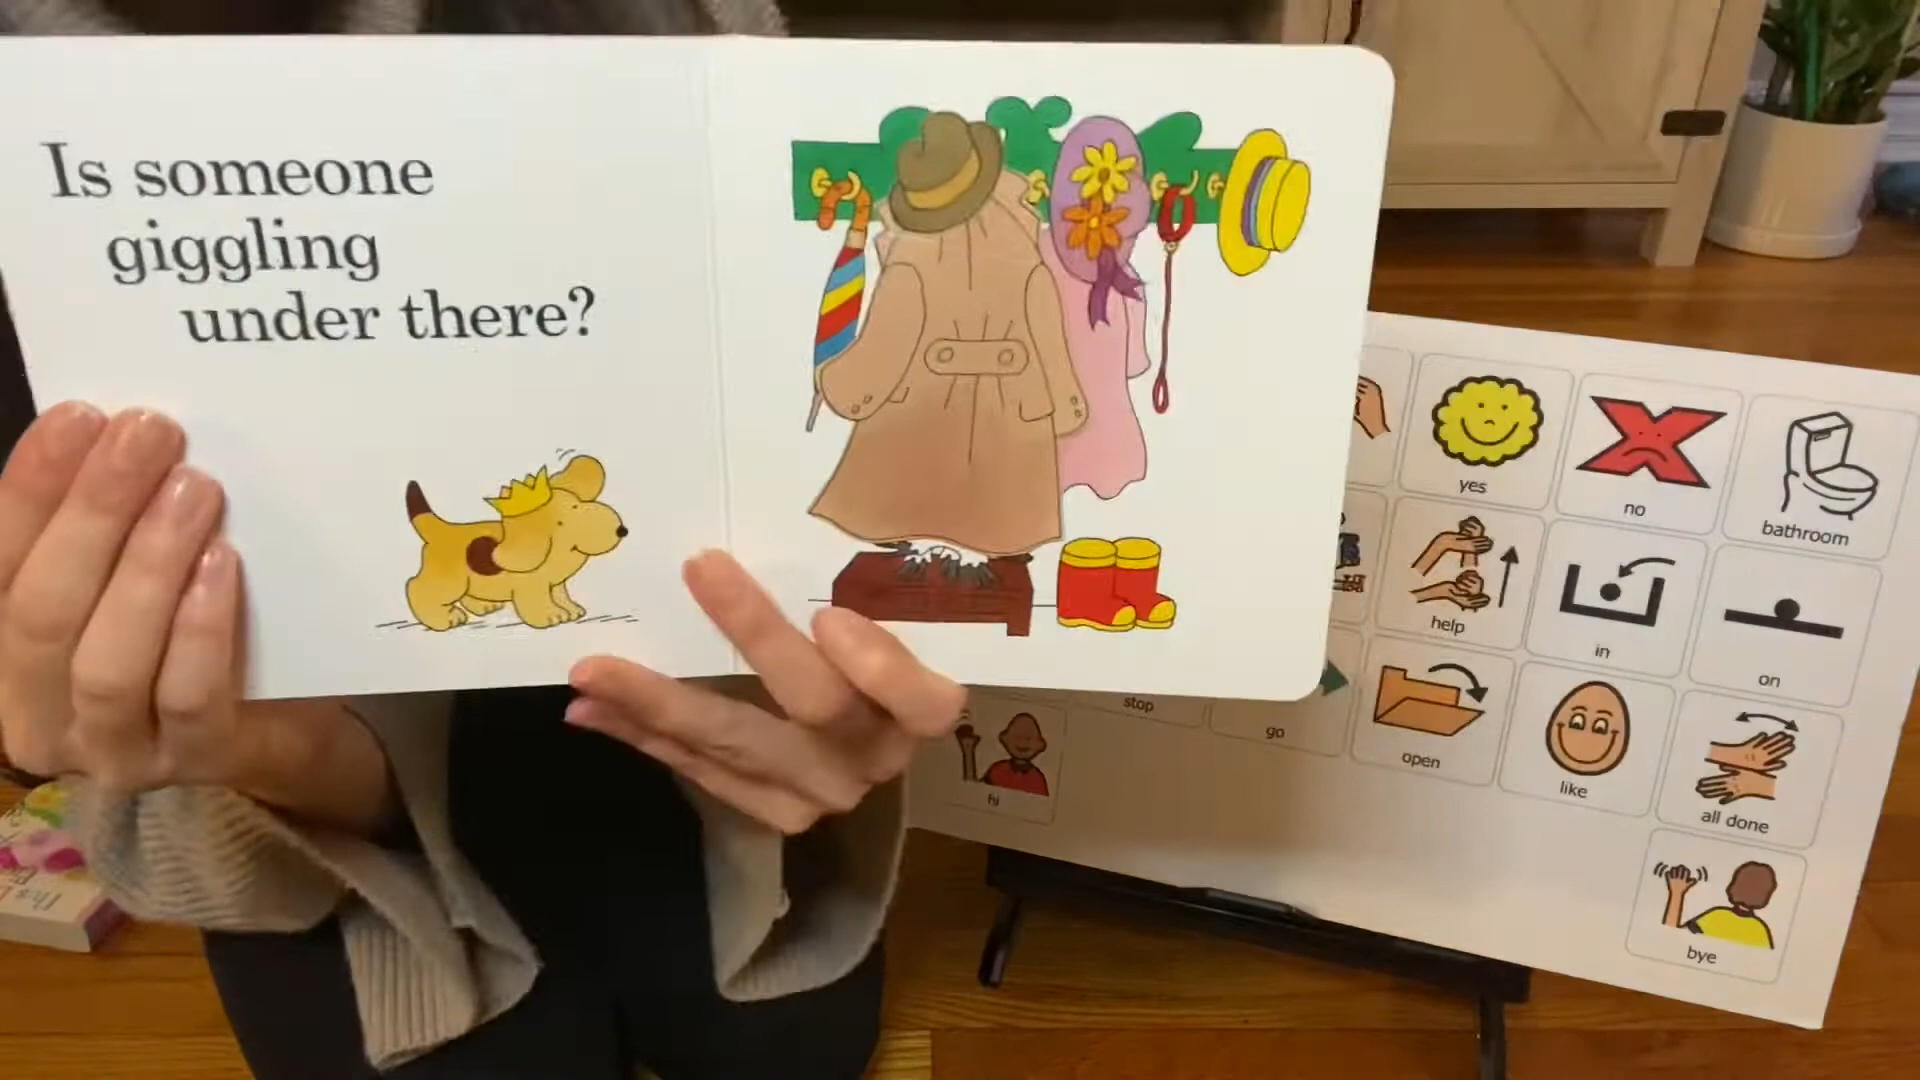 Is someone
giggling
under there?
yes
no
bathroom
help
in
on
stop
go
open
like
all done
hi
bye